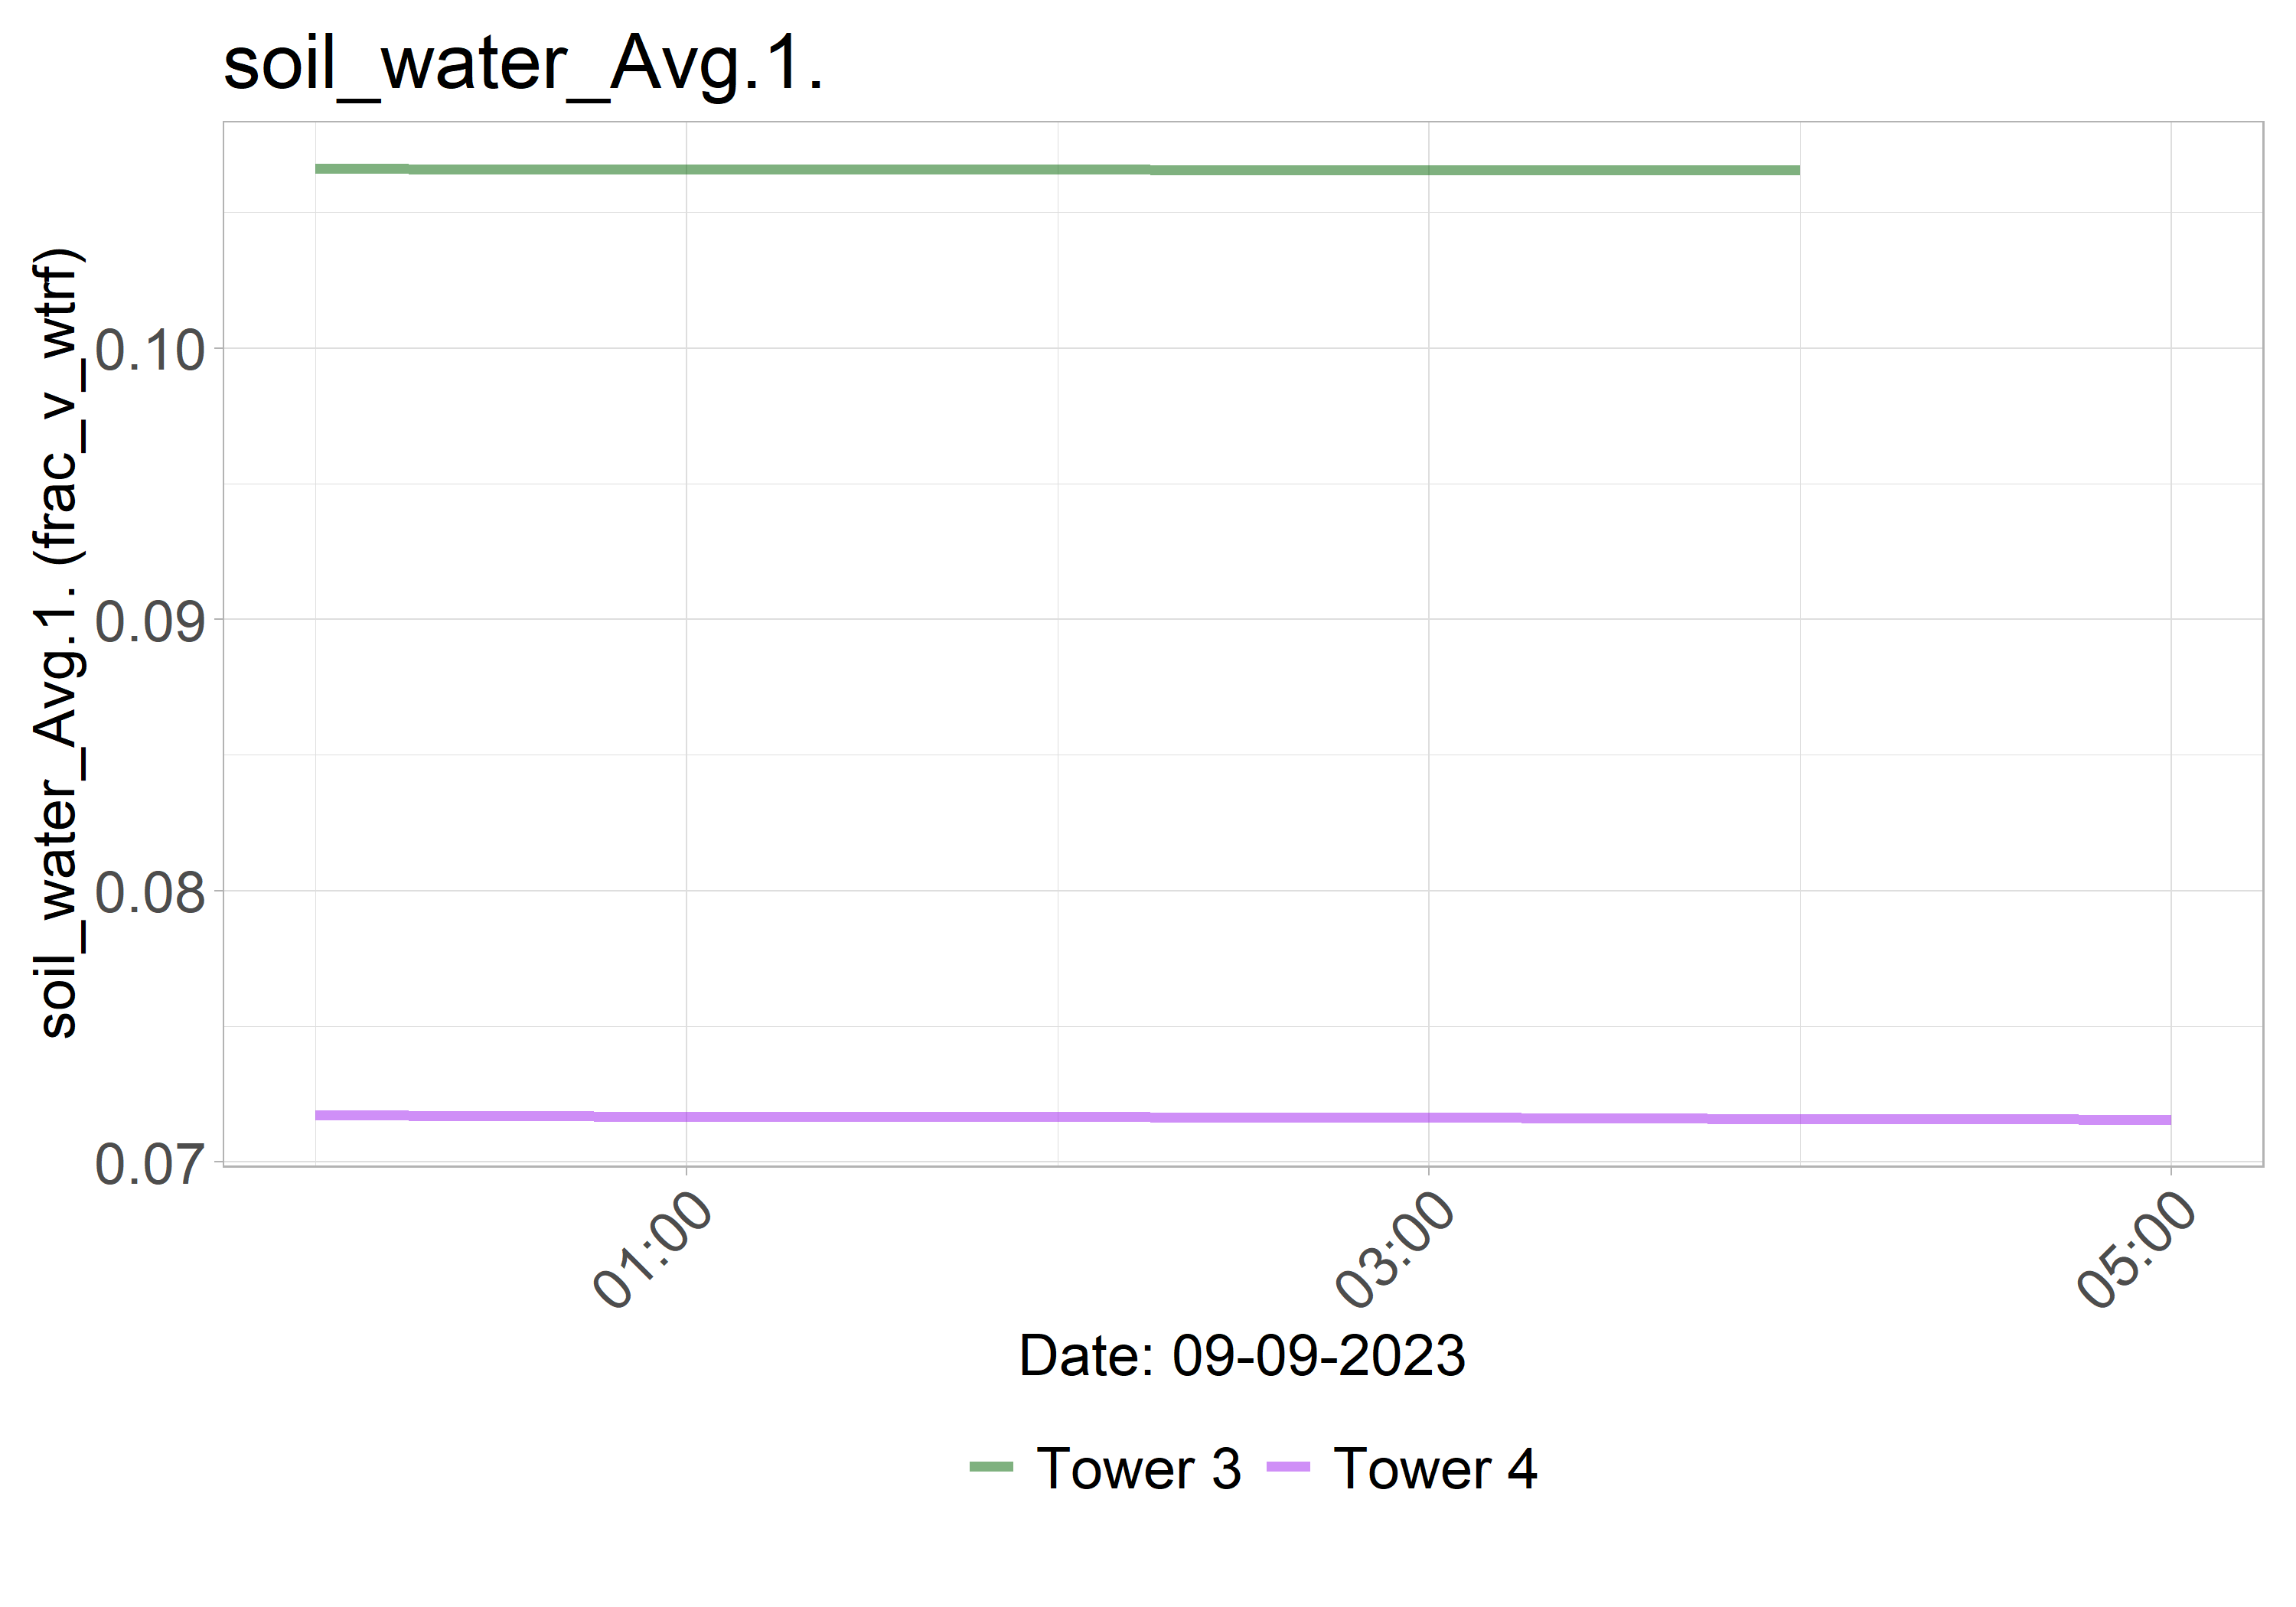 soil_water_Avg.1.
soil_water_Avg.1. (frac_v_wtrf)
0.10
0.09
0.08
0.07
01:00
03:00
05:00
Date: 09-09-2023
Tower 3
Tower 4